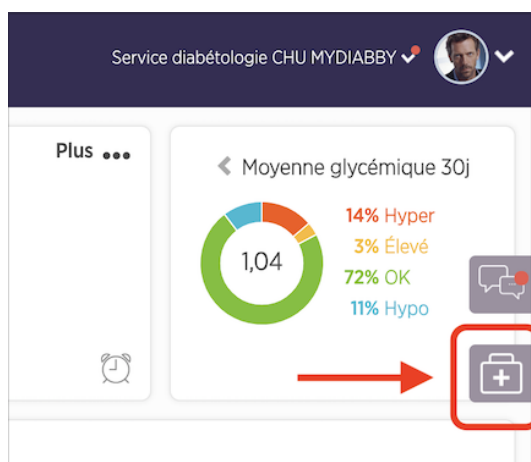 Service diabétologie CHU MYDIABBY
Plus
Moyenne glycémique 30j
1,04
14% Hyper
3% Élevé
72% OK
11% Hypo